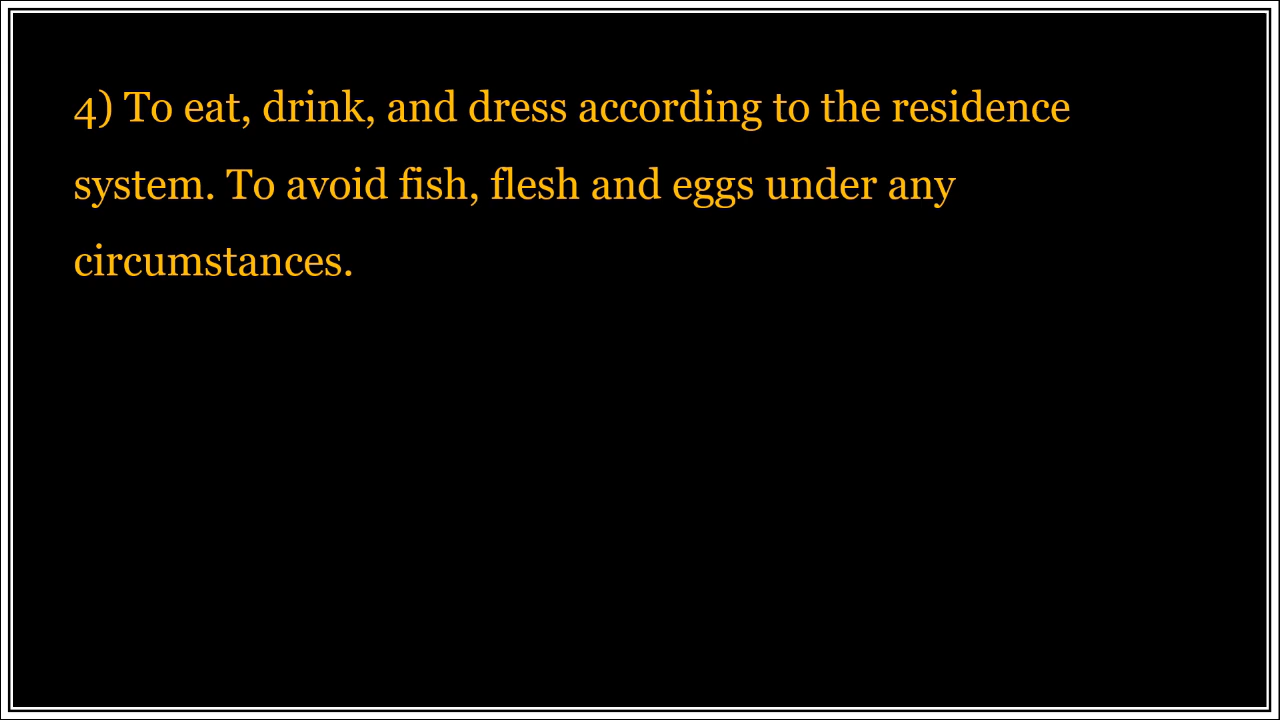 4) To eat, drink, and dress according to the residence
system. To avoid fish, flesh and eggs under any
circumstances.